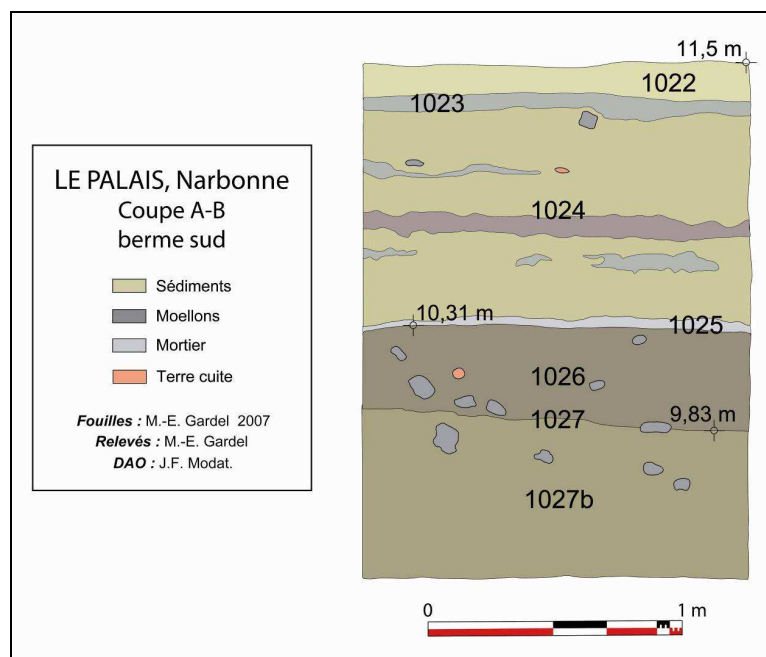 LE PALAIS, Narbonne
Coupe A-B
berme sud
Sédiments
Moellons
Mortier
Terre cuite
Fouilles : M.-E. Gardel 2007
Relevés : M.-E. Gardel
DAO : J.F. Modat.
11,5 m
1022
1023
1024
10,31 m
1025
1026
1027
9,83 m
1027b
0
1 m